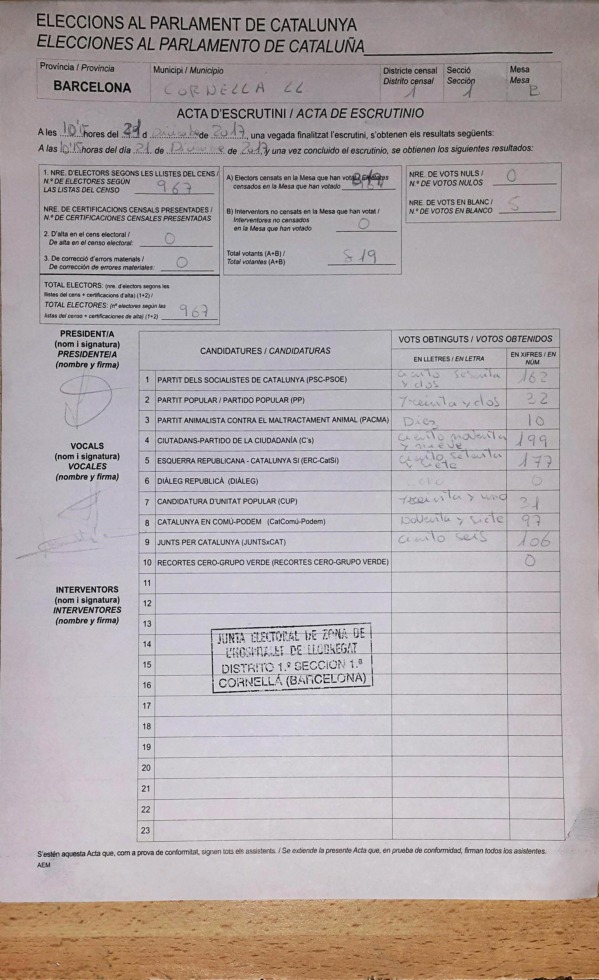 ELECCIONS AL PARLAMENT DE CATALUNYA
ELECCIONES AL PARLAMENTO DE CATALUÑA
Província / Provincia
BARCELONA
Municipi / Municipio
CORNELLA LL
Districte censal
Distrito censal
1
Secció
Sección
1
Mesa
Mesa
B
ACTA D'ESCRUTINI / ACTA DE ESCRUTINIO
A les 10'15 hores del 21 d de 2017, una vegada finalitzat l'escrutini, s'obtenen els resultats següents:
A las 10'15 horas del día 21 de de 2017 y una vez concluido el escrutinio, se obtienen los siguientes resultados:
1. NRE. D'ELECTORS SEGONS LES LLISTES DEL CENS /
N.º DE ELECTORES SEGÚN
LAS LISTAS DEL CENSO 967
NRE. DE CERTIFICACIONS CENSALS PRESENTADES /
N.º DE CERTIFICACIONES CENSALES PRESENTADAS
2. D'alta en el cens electoral /
De alta en el censo electoral: 0
3. De correcció d'errors materials /
De corrección de errores materiales: 0
TOTAL ELECTORS: (nre. d'electors segons les
llistes del cens + certificacions d'alta) (1+2) /
TOTAL ELECTORES: (nº electores según las
listas del censo + certificaciones de alta) (1+2) 967
A) Electors censats en la Mesa que han votat / Electores
censados en la Mesa que han votado
B) Interventors no censats en la Mesa que han votat /
Interventores no censados
en la Mesa que han votado 0
Total votants (A+B) /
Total votantes (A+B) 819
NRE. DE VOTS NULS /
N.º DE VOTOS NULOS 0
NRE. DE VOTS EN BLANC /
N.º DE VOTOS EN BLANCO 5
PRESIDENT/A
(nom i signatura)
PRESIDENTE/A
(nombre y firma)
VOCALS
(nom i signatura)
VOCALES
(nombre y firma)
INTERVENTORS
(nom i signatura)
INTERVENTORES
(nombre y firma)
CANDIDATURES / CANDIDATURAS
VOTS OBTINGUTS / VOTOS OBTENIDOS
EN LLETRES / EN LETRA
EN XIFRES / EN NÚM.
1 PARTIT DELS SOCIALISTES DE CATALUNYA (PSC-PSOE) ciento sesenta y dos 162
2 PARTIT POPULAR / PARTIDO POPULAR (PP) treinta y dos 32
3 PARTIT ANIMALISTA CONTRA EL MALTRACTAMENT ANIMAL (PACMA) Diez 10
4 CIUTADANS-PARTIDO DE LA CIUDADANÍA (C's) ciento noventa y nueve 199
5 ESQUERRA REPUBLICANA - CATALUNYA SÍ (ERC-CatSí) ciento setenta y siete 177
6 DIÀLEG REPUBLICÀ (DIÀLEG) cero 0
7 CANDIDATURA D'UNITAT POPULAR (CUP) treinta y uno 31
8 CATALUNYA EN COMÚ-PODEM (CatComú-Podem) Noventa y siete 97
9 JUNTS PER CATALUNYA (JUNTSxCAT) ciento seis 106
10 RECORTES CERO-GRUPO VERDE (RECORTES CERO-GRUPO VERDE) 0
11
12
13
14
15
16
17
18
19
20
21
22
23
JUNTA ELECTORAL DE ZONA DE
L'HOSPITALET DE LLOBREGAT
DISTRITO 1.º SECCION 1.ª
CORNELLÁ (BARCELONA)
S'estén aquesta Acta que, com a prova de conformitat, signen tots els assistents. / Se extiende la presente Acta que, en prueba de conformidad, firman todos los asistentes.
AEM